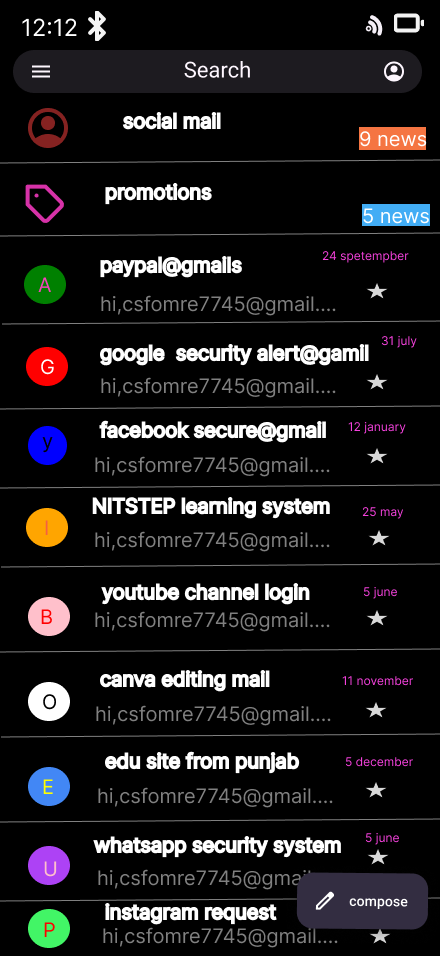 12:12
Search
social mail
9 news
promotions
5 news
24 spetempber
paypal@gmails
A
hi,csfomre7745@gmail....
31 july
google security alert@gamil
G
hi,csfomre7745@gmail....
12 january
facebook secure@gmail
y
hi,csfomre7745@gmail....
NITSTEP learning system
25 may
I
hi,csfomre7745@gmail....
youtube channel login
5 june
B
hi,csfomre7745@gmail....
canva editing mail
11 november
O
hi,csfomre7745@gmail....
edu site from punjab
5 december
E
hi,csfomre7745@gmail....
5 june
whatsapp security system
U
hi,csfomre7745@gmail....
compose
instagram request
P
hi,csfomre7745@gmail....